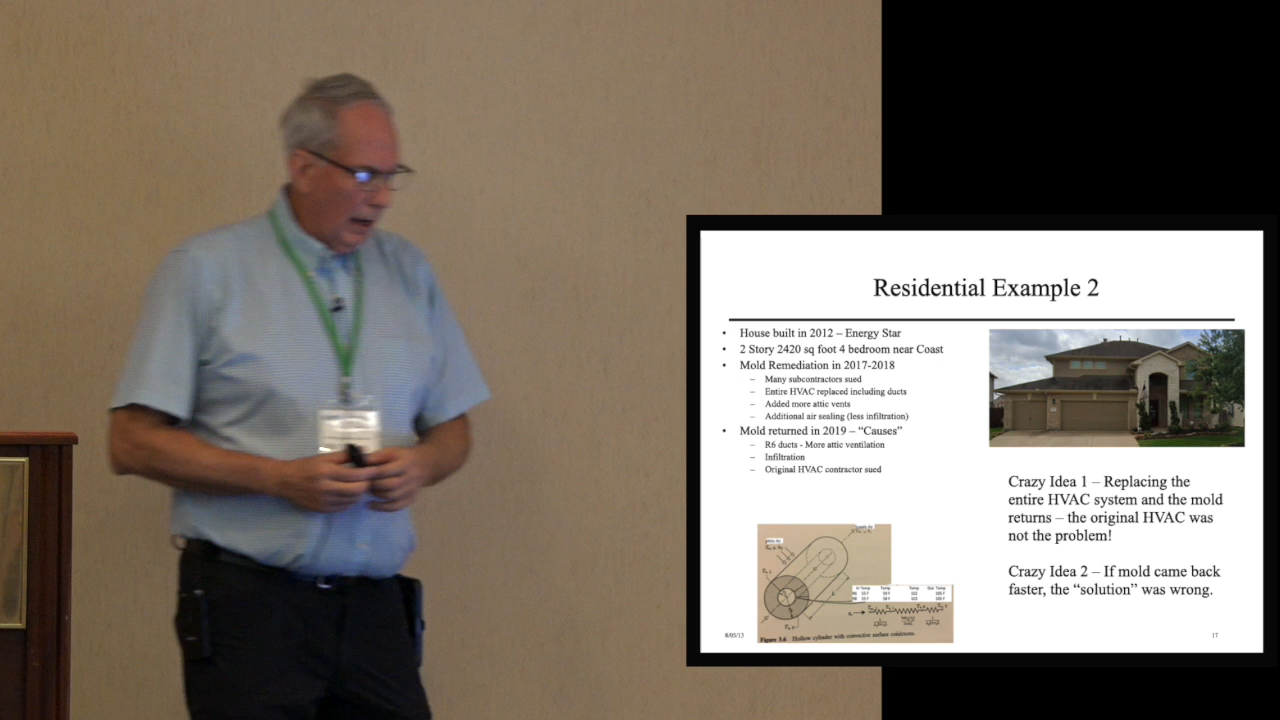 Residential Example 2
• House built in 2012 – Energy Star
• 2 Story 2420 sq foot 4 bedroom near Coast
• Mold Remediation in 2017-2018
– Many subcontractors sued
– Entire HVAC replaced including ducts
– Added more attic vents
– Additional air sealing (less infiltration)
• Mold returned in 2019 – “Causes”
– R6 ducts - More attic ventilation
– Infiltration
– Original HVAC contractor sued
Crazy Idea 1 – Replacing the
entire HVAC system and the mold
returns – the original HVAC was
not the problem!
Crazy Idea 2 – If mold came back
faster, the “solution” was wrong.
Figure 3.6 Hollow cylinder with convective surface conditions.
8/05/13
17